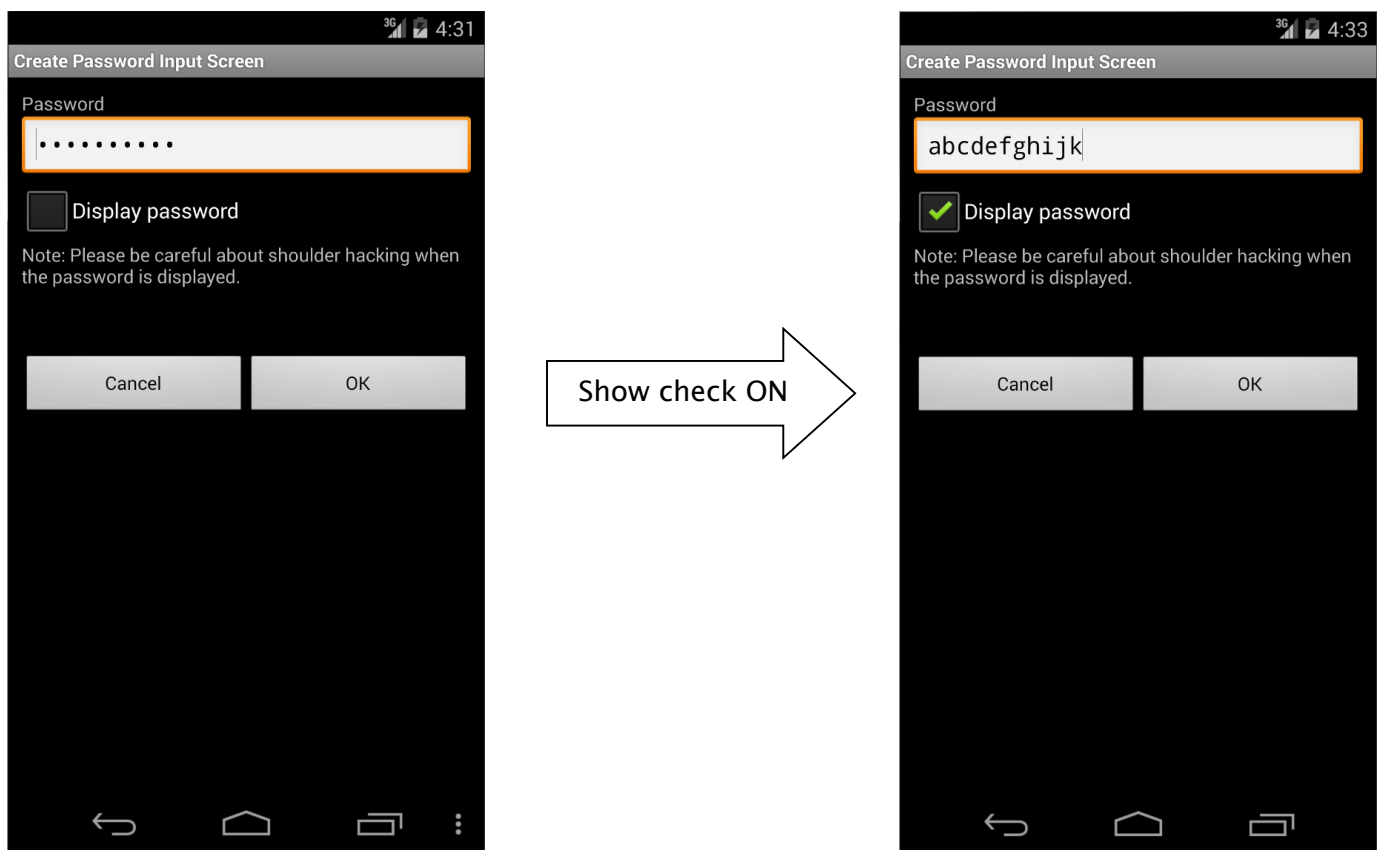 3G 4:31
Create Password Input Screen
Password
••••••••••
Display password
Note: Please be careful about shoulder hacking when
the password is displayed.
Cancel OK
Show check ON
3G 4:33
Create Password Input Screen
Password
abcdefghijk
Display password
Note: Please be careful about shoulder hacking when
the password is displayed.
Cancel OK